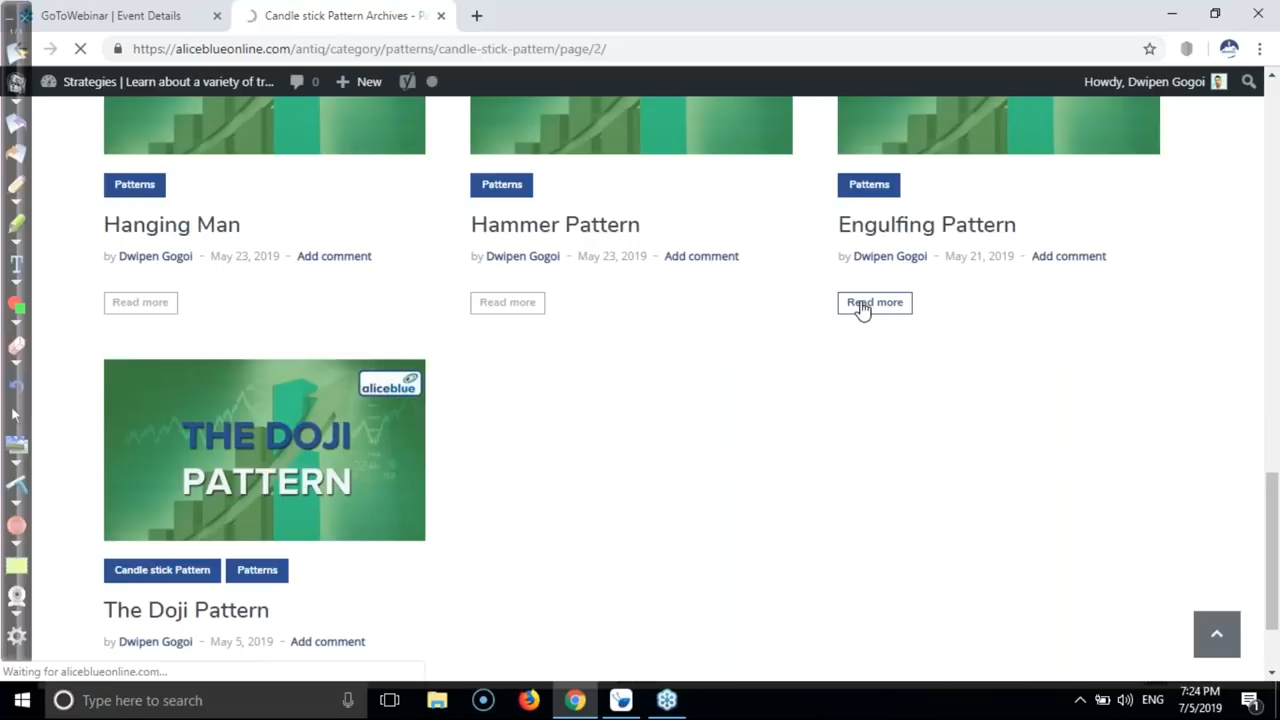 GoToWebinar | Event Details
Candle stick Pattern Archives - Pa
https://aliceblueonline.com/antiq/category/patterns/candle-stick-pattern/page/2/
Strategies | Learn about a variety of tr...
0
New
Howdy, Dwipen Gogoi
Patterns
Patterns
Patterns
Hanging Man
Hammer Pattern
Engulfing Pattern
by Dwipen Gogoi - May 23, 2019 - Add comment
by Dwipen Gogoi - May 23, 2019 - Add comment
by Dwipen Gogoi - May 21, 2019 - Add comment
Read more
Read more
Read more
aliceblue
THE DOJI
PATTERN
Candle stick Pattern
Patterns
The Doji Pattern
by Dwipen Gogoi - May 5, 2019 - Add comment
Waiting for aliceblueonline.com...
Type here to search
ENG
7:24 PM
7/5/2019